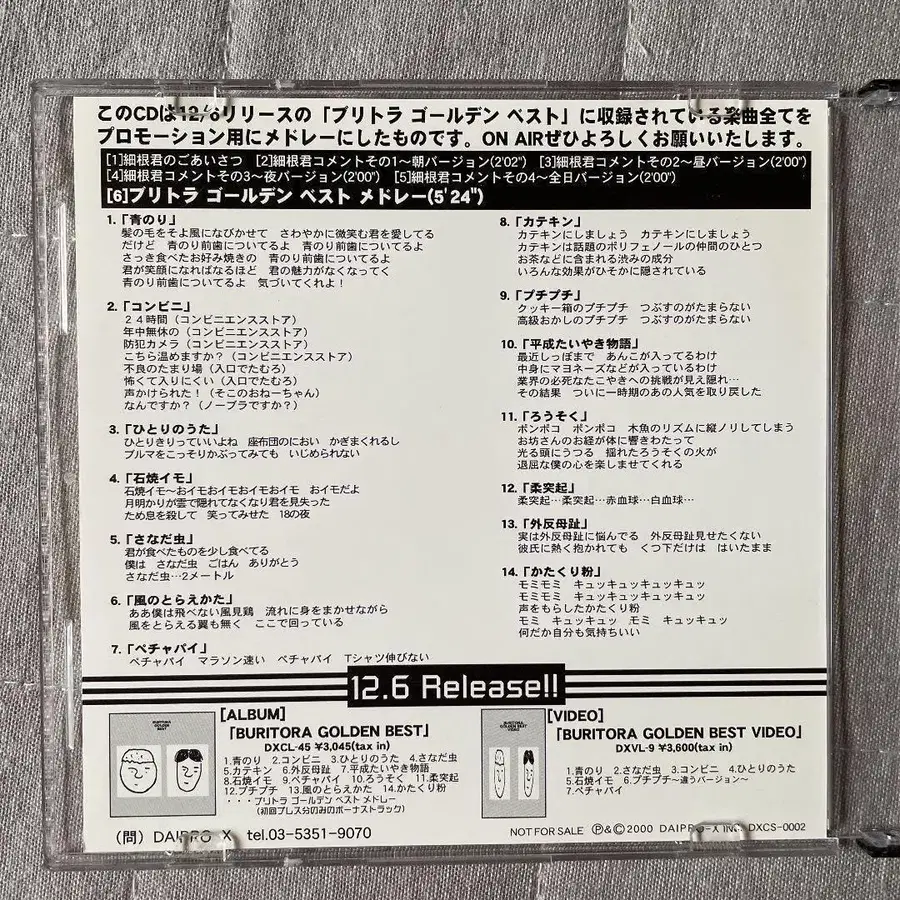 このCDは12/6リリースの「ブリトラ ゴールデン ベスト」に収録されている楽曲全てを
プロモーション用にメドレーにしたものです。ON AIRぜひよろしくお願いいたします。
[1]細根君のごあいさつ [2]細根君コメントその1〜朝バージョン(2'02") [3]細根君コメントその2〜昼バージョン(2'00")
[4]細根君コメントその3〜夜バージョン(2'00") [5]細根君コメントその4〜全日バージョン(2'00")
[6]ブリトラ ゴールデン ベスト メドレー(5'24")
1.「青のり」
髪の毛をそよ風になびかせて さわやかに微笑む君を愛してる
だけど 青のり前歯についてるよ 青のり前歯についてるよ
さっき食べたお好み焼きの 青のり前歯についてるよ
君が笑顔になればなるほど 君の魅力がなくなってく
青のり前歯についてるよ 気づいてくれよ!
2.「コンビニ」
24時間(コンビニエンスストア)
年中無休の(コンビニエンスストア)
防犯カメラ(コンビニエンスストア)
こちら温めますか?(コンビニエンスストア)
不良のたまり場(入口でたむろ)
怖くて入りにくい(入口でたむろ)
声かけられた!(そこのおねーちゃん)
なんですか?(ノーブラですか?)
3.「ひとりのうた」
ひとりきりっていいよね 座布団のにおい かぎまくれるし
ブルマをこっそりかぶってみても いじめられない
4.「石焼イモ」
石焼イモ〜おイモおイモおイモおイモ おイモだよ
月明かりが雲で隠れてなくなり君を見失った
ため息を殺して 笑ってみせた 18の夜
5.「さなだ虫」
君が食べたものを少し食べてる
僕は さなだ虫 ごはん ありがとう
さなだ虫…2メートル
6.「風のとらえかた」
ああ僕は飛べない風見鶏 流れに身をまかせながら
風をとらえる翼も無く ここで回っている
7.「ペチャパイ」
ペチャパイ マラソン速い ペチャパイ Tシャツ伸びない
8.「カテキン」
カテキンにしましょう カテキンにしましょう
カテキンは話題のポリフェノールの仲間のひとつ
お茶などに含まれる渋みの成分
いろんな効果がひそかに隠されている
9.「プチプチ」
クッキー箱のプチプチ つぶすのがたまらない
高級おかしのプチプチ つぶすのがたまらない
10.「平成たいやき物語」
最近しっぽまで あんこが入ってるわけ
中身にマヨネーズなどが入っているわけ
業界の必死なたこやきへの挑戦が見え隠れ…
その結果 ついに一時期のあの人気を取り戻した
11.「ろうそく」
ポンポコ ポンポコ 木魚のリズムに縦ノリしてしまう
お坊さんのお経が体に響きわたって
光る頭にうつる 揺れたろうそくの火が
退屈な僕の心を楽しませてくれる
12.「柔突起」
柔突起…柔突起…赤血球…白血球…
13.「外反母趾」
実は外反母趾に悩んでる 外反母趾見せたくない
彼氏に熱く抱かれても くつ下だけは はいたまま
14.「かたくり粉」
モミモミ キュッキュッキュッキュッ
モミモミ キュッキュッキュッキュッ
声をもらしたかたくり粉
モミ キュッキュッ モミ キュッキュッ
何だか自分も気持ちいい
12.6 Release!!
BURITORA GOLDEN BEST
[ALBUM]
「BURITORA GOLDEN BEST」
DXCL-45 ¥3,045(tax in)
1.青のり 2.コンビニ 3.ひとりのうた 4.さなだ虫
5.カテキン 6.外反母趾 7.平成たいやき物語
8.石焼イモ 9.ペチャパイ 10.ろうそく 11.柔突起
12.プチプチ 13.風のとらえかた 14.かたくり粉
・・・ブリトラ ゴールデン ベスト メドレー
(初回プレス分のみのボーナストラック)
BURITORA GOLDEN BEST VIDEO
[VIDEO]
「BURITORA GOLDEN BEST VIDEO」
DXVL-9 ¥3,600(tax in)
1.青のり 2.さなだ虫 3.コンビニ 4.ひとりのうた
5.石焼イモ 6.プチプチ〜違うバージョン〜
7.ペチャパイ
(問)DAIPRO-X tel.03-5351-9070
NOT FOR SALE Ⓟ&© 2000 DAIPRO-X INC. DXCS-0002